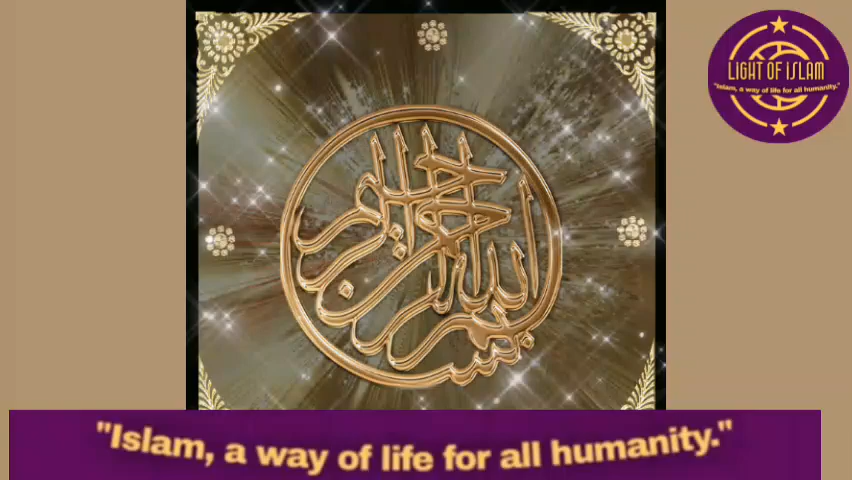 بسم الله الرحمن الرحيم
LIGHT OF ISLAM
"Islam, a way of life for all humanity."
"Islam, a way of life for all humanity."